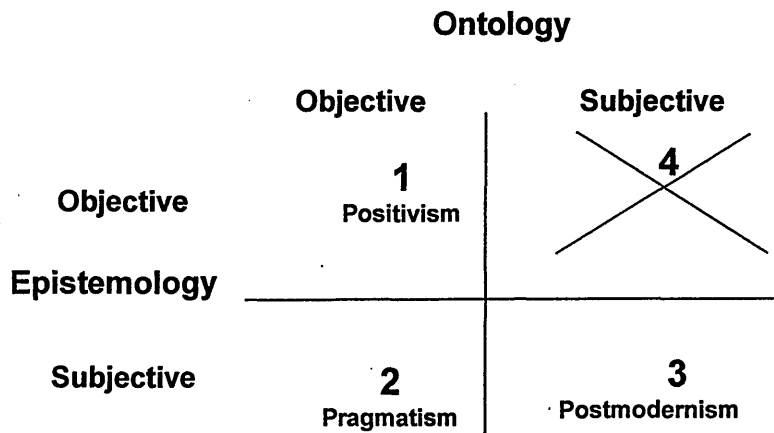 Ontology
Objective Subjective
1 4
Objective Positivism
Epistemology
Subjective 2 3
Pragmatism Postmodernism